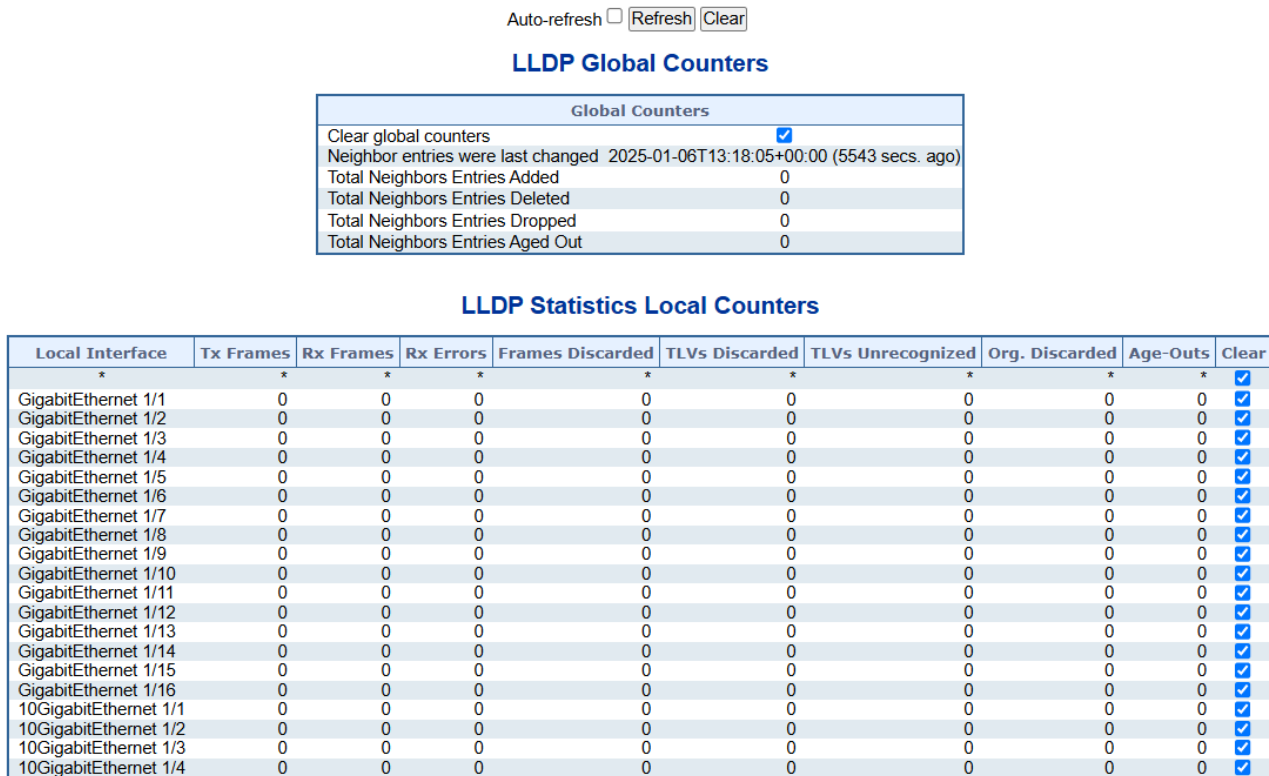 Auto-refresh Refresh Clear
LLDP Global Counters
Global Counters
Clear global counters
Neighbor entries were last changed 2025-01-06T13:18:05+00:00 (5543 secs. ago)
Total Neighbors Entries Added 0
Total Neighbors Entries Deleted 0
Total Neighbors Entries Dropped 0
Total Neighbors Entries Aged Out 0
LLDP Statistics Local Counters
Local Interface Tx Frames Rx Frames Rx Errors Frames Discarded TLVs Discarded TLVs Unrecognized Org. Discarded Age-Outs Clear
* * * * * * * * *
GigabitEthernet 1/1 0 0 0 0 0 0 0 0
GigabitEthernet 1/2 0 0 0 0 0 0 0 0
GigabitEthernet 1/3 0 0 0 0 0 0 0 0
GigabitEthernet 1/4 0 0 0 0 0 0 0 0
GigabitEthernet 1/5 0 0 0 0 0 0 0 0
GigabitEthernet 1/6 0 0 0 0 0 0 0 0
GigabitEthernet 1/7 0 0 0 0 0 0 0 0
GigabitEthernet 1/8 0 0 0 0 0 0 0 0
GigabitEthernet 1/9 0 0 0 0 0 0 0 0
GigabitEthernet 1/10 0 0 0 0 0 0 0 0
GigabitEthernet 1/11 0 0 0 0 0 0 0 0
GigabitEthernet 1/12 0 0 0 0 0 0 0 0
GigabitEthernet 1/13 0 0 0 0 0 0 0 0
GigabitEthernet 1/14 0 0 0 0 0 0 0 0
GigabitEthernet 1/15 0 0 0 0 0 0 0 0
GigabitEthernet 1/16 0 0 0 0 0 0 0 0
10GigabitEthernet 1/1 0 0 0 0 0 0 0 0
10GigabitEthernet 1/2 0 0 0 0 0 0 0 0
10GigabitEthernet 1/3 0 0 0 0 0 0 0 0
10GigabitEthernet 1/4 0 0 0 0 0 0 0 0